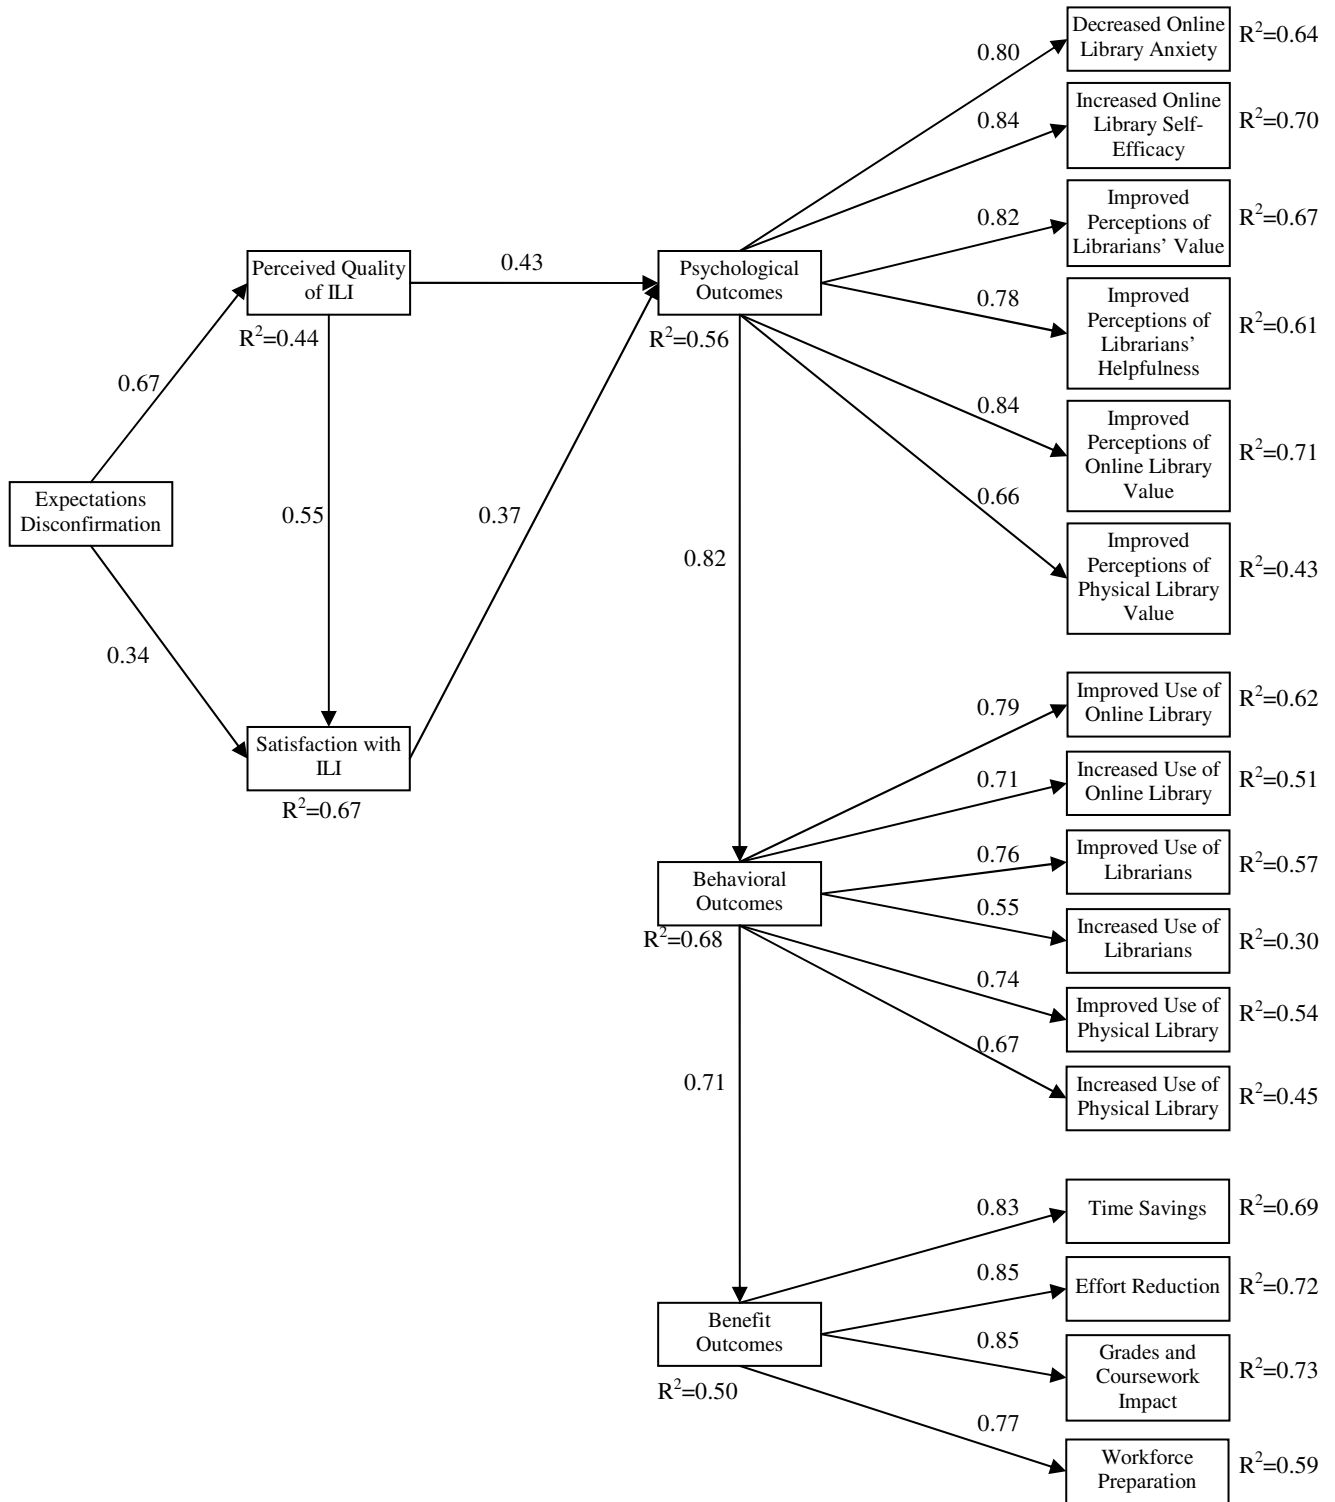 Decreased Online
Library Anxiety
R²=0.64
0.80
Increased Online
Library Self-
Efficacy
R²=0.70
0.84
Improved
Perceptions of
Librarians' Value
R²=0.67
0.82
Perceived Quality
of ILI
R²=0.44
0.43
Psychological
Outcomes
R²=0.56
Improved
Perceptions of
Librarians'
Helpfulness
R²=0.61
0.78
0.67
0.84
Improved
Perceptions of
Online Library
Value
R²=0.71
Expectations
Disconfirmation
0.55
0.37
0.66
0.82
Improved
Perceptions of
Physical Library
Value
R²=0.43
0.34
Satisfaction with
ILI
R²=0.67
0.79
Improved Use of
Online Library
R²=0.62
0.71
Increased Use of
Online Library
R²=0.51
Behavioral
Outcomes
R²=0.68
0.76
Improved Use of
Librarians
R²=0.57
0.55
Increased Use of
Librarians
R²=0.30
0.74
Improved Use of
Physical Library
R²=0.54
0.67
Increased Use of
Physical Library
R²=0.45
0.71
0.83
Time Savings
R²=0.69
0.85
Effort Reduction
R²=0.72
Benefit
Outcomes
R²=0.50
0.85
Grades and
Coursework
Impact
R²=0.73
0.77
Workforce
Preparation
R²=0.59